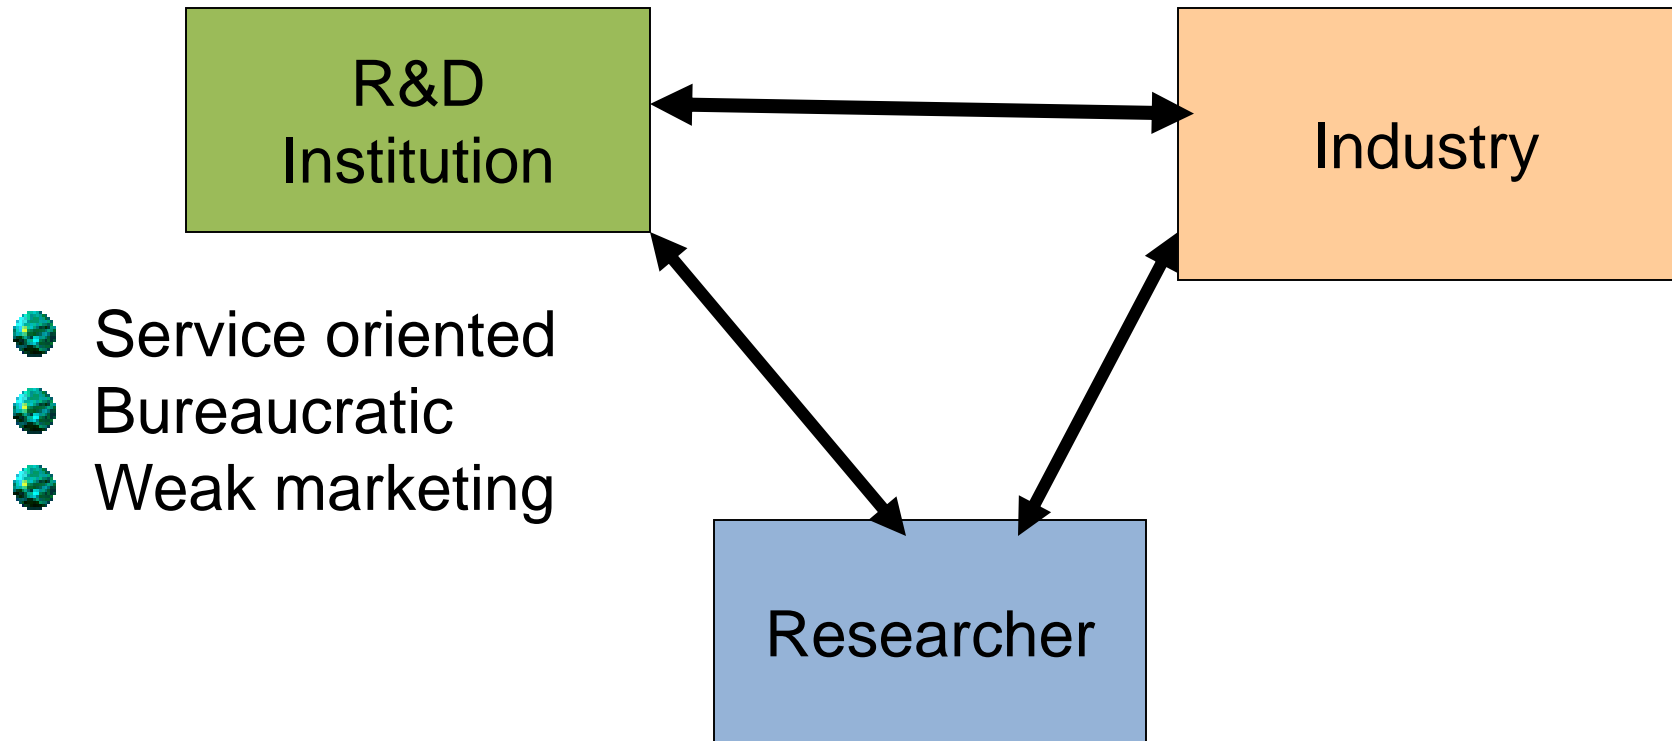 R&D
Institution
Industry
Service oriented
Bureaucratic
Weak marketing
Researcher